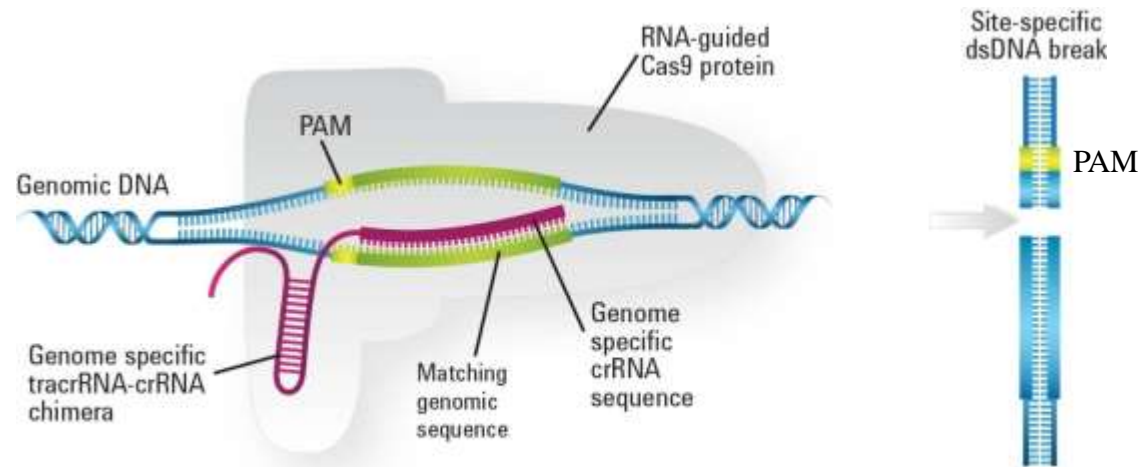 RNA-guided
Cas9 protein
PAM
Genomic DNA
Genome specific
tracrRNA-crRNA
chimera
Matching
genomic
sequence
Genome
specific
crRNA
sequence
Site-specific
dsDNA break
PAM